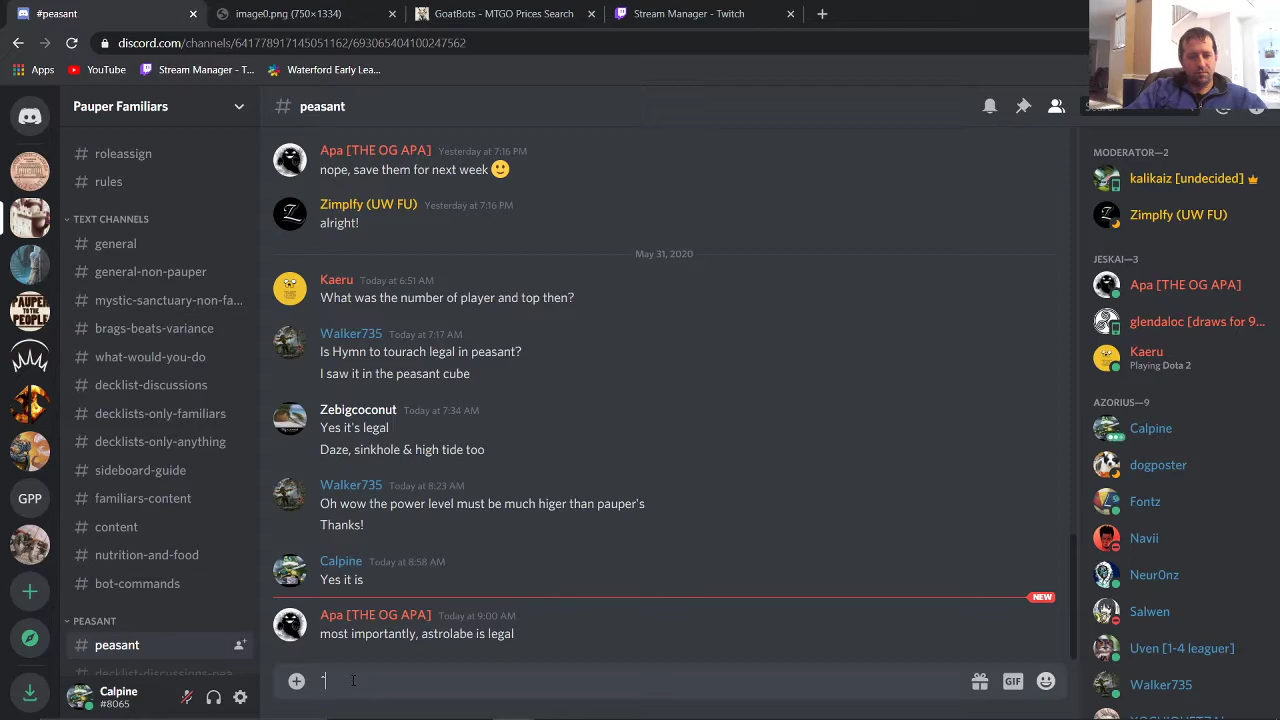 #peasant
image0.png (750×1334)
GoatBots - MTGO Prices Search
Stream Manager - Twitch
discord.com/channels/641778917145051162/693065404100247562
Apps
YouTube
Stream Manager - T...
Waterford Early Lea...
Pauper Familiars
# peasant
# roleassign
# rules
TEXT CHANNELS
# general
# general-non-pauper
# mystic-sanctuary-non-fa...
# brags-beats-variance
# what-would-you-do
# decklist-discussions
# decklists-only-familiars
# decklists-only-anything
# sideboard-guide
# familiars-content
# content
# nutrition-and-food
# bot-commands
PEASANT
# peasant
# decklist-discussions-pea...
PAUPER TO THE PEOPLE
GPP
Calpine
#8065
Apa [THE OG APA] Yesterday at 7:16 PM
nope, save them for next week
Zimplfy (UW FU) Yesterday at 7:16 PM
alright!
May 31, 2020
Kaeru Today at 6:51 AM
What was the number of player and top then?
Walker735 Today at 7:17 AM
Is Hymn to tourach legal in peasant?
I saw it in the peasant cube
Zebigcoconut Today at 7:34 AM
Yes it's legal
Daze, sinkhole & high tide too
Walker735 Today at 8:23 AM
Oh wow the power level must be much higer than pauper's
Thanks!
Calpine Today at 8:58 AM
Yes it is
NEW
Apa [THE OG APA] Today at 9:00 AM
most importantly, astrolabe is legal
GIF
MODERATOR—2
kalikaiz [undecided]
Zimplfy (UW FU)
JESKAI—3
Apa [THE OG APA]
glendaloc [draws for 9...
Kaeru
Playing Dota 2
AZORIUS—9
Calpine
dogposter
Fontz
Navii
Neur0nz
Salwen
Uven [1-4 leaguer]
Walker735